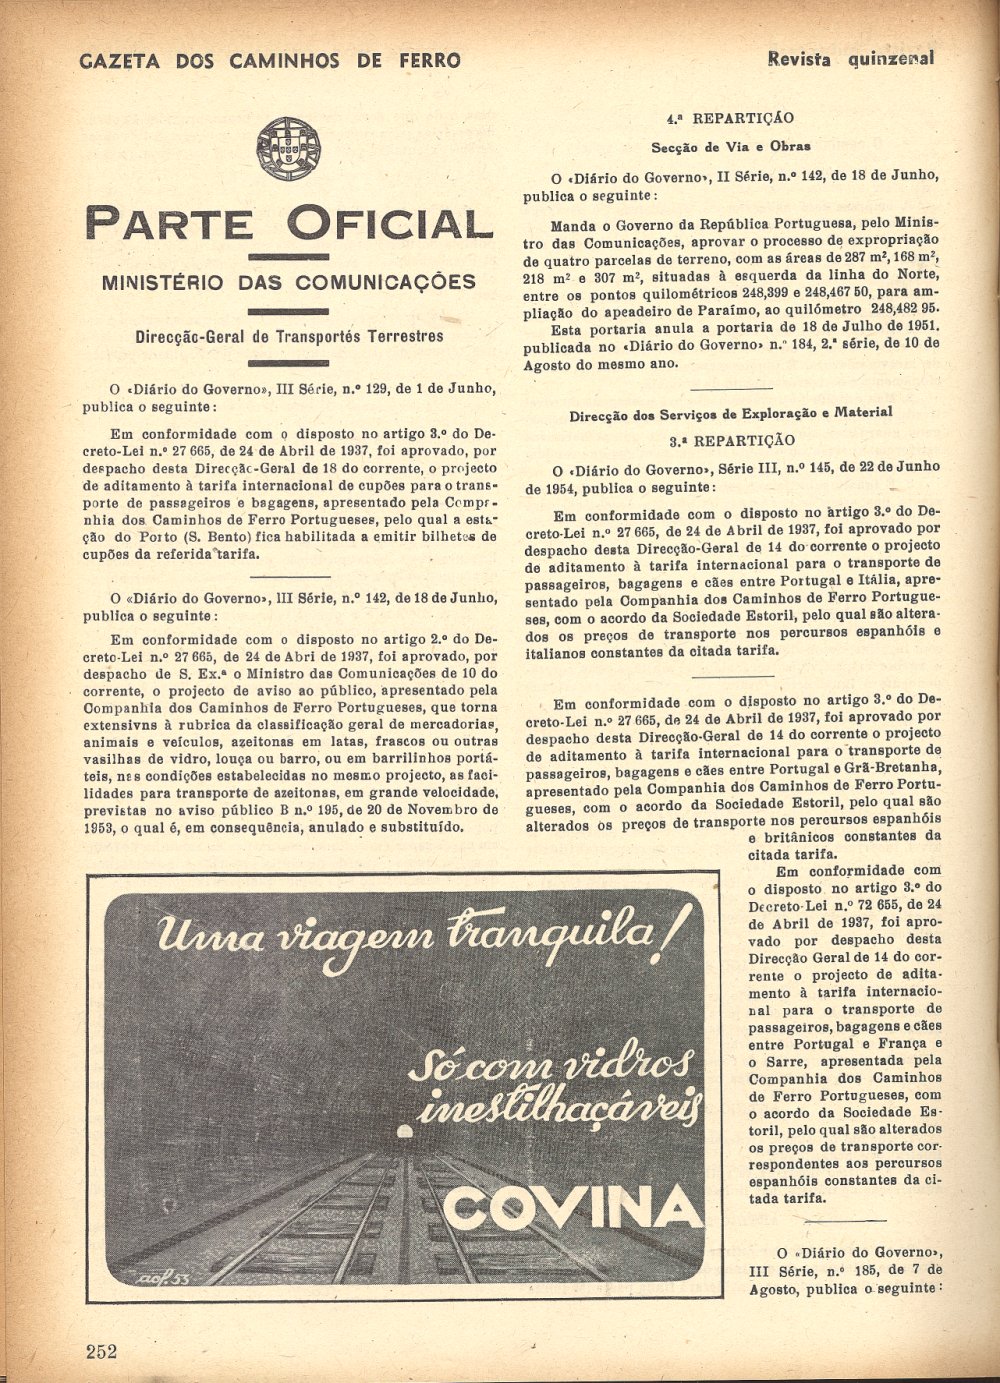 GAZETA DOS CAMINHOS DE FERRO
Revista quinzenal
PARTE OFICIAL
MINISTÉRIO DAS COMUNICAÇÕES
Direcção-Geral de Transportés Terrestres
O «Diário do Governo», III Série, n.º 129, de 1 de Junho,
publica o seguinte:
Em conformidade com o disposto no artigo 3.º do De-
creto-Lei n.º 27 665, de 24 de Abril de 1937, foi aprovado, por
despacho desta Direcção-Geral de 18 do corrente, o projecto
de aditamento à tarifa internacional de cupões para o trans-
porte de passageiros e bagagens, apresentado pela Compa-
nhia dos Caminhos de Ferro Portugueses, pelo qual a esta-
ção do Porto (S. Bento) fica habilitada a emitir bilhetes de
cupões da referida tarifa.
O «Diário do Governo», III Série, n.º 142, de 18 de Junho,
publica o seguinte:
Em conformidade com o disposto no artigo 2.º do De-
creto-Lei n.º 27 665, de 24 de Abri de 1937, foi aprovado, por
despacho de S. Ex.ª o Ministro das Comunicações de 10 do
corrente, o projecto de aviso ao público, apresentado pela
Companhia dos Caminhos de Ferro Portugueses, que torna
extensivns à rubrica da classificação geral de mercadorias,
animais e veículos, azeitonas em latas, frascos ou outras
vasilhas de vidro, louça ou barro, ou em barrilinhos portá-
teis, nas condições estabelecidas no mesmo projecto, as faci-
lidades para transporte de azeitonas, em grande velocidade,
previstas no aviso público B n.º 195, de 20 de Novembro de
1953, o qual é, em consequência, anulado e substituído.
4.ª REPARTIÇÃO
Secção de Via e Obras
O «Diário do Governo», II Série, n.º 142, de 18 de Junho,
publica o seguinte:
Manda o Governo da República Portuguesa, pelo Minis-
tro das Comunicações, aprovar o processo de expropriação
de quatro parcelas de terreno, com as áreas de 287 m², 168 m²,
218 m² e 307 m², situadas à esquerda da linha do Norte,
entre os pontos quilométricos 248,399 e 248,467 50, para am-
pliação do apeadeiro de Paraímo, ao quilómetro 248,482 95.
Esta portaria anula a portaria de 18 de Julho de 1951,
publicada no «Diário do Governo» n.º 184, 2.ª série, de 10 de
Agosto do mesmo ano.
Direcção dos Serviços de Exploração e Material
3.ª REPARTIÇÃO
O «Diário do Governo», Série III, n.º 145, de 22 de Junho
de 1954, publica o seguinte:
Em conformidade com o disposto no artigo 3.º do De-
creto-Lei n.º 27 665, de 24 de Abril de 1937, foi aprovado por
despacho desta Direcção-Geral de 14 do corrente o projecto
de aditamento à tarifa internacional para o transporte de
passageiros, bagagens e cães entre Portugal e Itália, apre-
sentado pela Companhia dos Caminhos de Ferro Portugue-
ses, com o acordo da Sociedade Estoril, pelo qual são altera-
dos os preços de transporte nos percursos espanhóis e
italianos constantes da citada tarifa.
Em conformidade com o disposto no artigo 3.º do De-
creto-Lei n.º 27 665, de 24 de Abril de 1937, foi aprovado por
despacho desta Direcção-Geral de 14 do corrente o projecto
de aditamento à tarifa internacional para o transporte de
passageiros, bagagens e cães entre Portugal e Grã-Bretanha,
apresentado pela Companhia dos Caminhos de Ferro Portu-
gueses, com o acordo da Sociedade Estoril, pelo qual são
alterados os preços de transporte nos percursos espanhóis
e britânicos constantes da
citada tarifa.
Em conformidade com
o disposto no artigo 3.º do
Decreto-Lei n.º 72 655, de 24
de Abril de 1937, foi apro-
vado por despacho desta
Direcção Geral de 14 do cor-
rente o projecto de adita-
mento à tarifa internacio-
nal para o transporte de
passageiros, bagagens e cães
entre Portugal e França e
o Sarre, apresentada pela
Companhia dos Caminhos
de Ferro Portugueses, com
o acordo da Sociedade Es-
toril, pelo qual são alterados
os preços de transporte cor-
respondentes aos percursos
espanhóis constantes da ci-
tada tarifa.
O «Diário do Governo»,
III Série, n.º 185, de 7 de
Agosto, publica o seguinte:
Uma viagem tranquila!
Só com vidros
inestilhaçáveis
COVINA
acf. 53
252